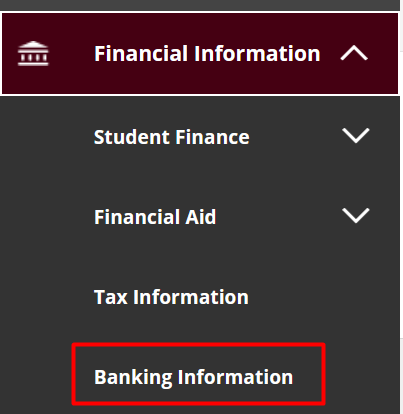 Financial Information
Student Finance
Financial Aid
Tax Information
Banking Information